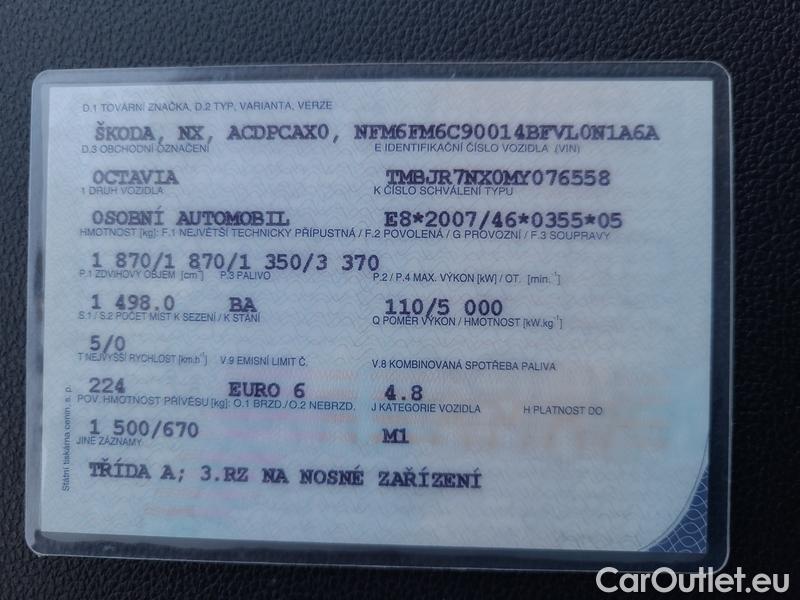 D.1 TOVÁRNÍ ZNAČKA, D.2 TYP, VARIANTA, VERZE
ŠKODA, NX, ACDPCAX0, NFM6FM6C90014BFVL0N1A6A
D.3 OBCHODNÍ OZNAČENÍ E IDENTIFIKAČNÍ ČÍSLO VOZIDLA (VIN)
OCTAVIA TMBJR7NX0MY076558
1 DRUH VOZIDLA K ČÍSLO SCHVÁLENÍ TYPU
OSOBNÍ AUTOMOBIL E8*2007/46*0355*05
HMOTNOST [kg]: F.1 NEJVĚTŠÍ TECHNICKY PŘÍPUSTNÁ / F.2 POVOLENÁ / G PROVOZNÍ / F.3 SOUPRAVY
1 870/1 870/1 350/3 370
P.1 ZDVIHOVÝ OBJEM [cm³] P.3 PALIVO P.2 / P.4 MAX. VÝKON [kW] / OT. [min.⁻¹]
1 498.0 BA 110/5 000
S.1 / S.2 POČET MÍST K SEZENÍ / K STÁNÍ Q POMĚR VÝKON / HMOTNOST [kW.kg⁻¹]
5/0
T NEJVYŠŠÍ RYCHLOST [km.h⁻¹] V.9 EMISNÍ LIMIT Č. V.8 KOMBINOVANÁ SPOTŘEBA PALIVA
224 EURO 6 4.8
POV. HMOTNOST PŘÍVĚSU [kg]: O.1 BRZD./O.2 NEBRZD. J KATEGORIE VOZIDLA H PLATNOST DO
1 500/670 M1
JINÉ ZÁZNAMY
TŘÍDA A; 3.RZ NA NOSNÉ ZAŘÍZENÍ
Státní tiskárna cenin, s. p.
CarOutlet.eu